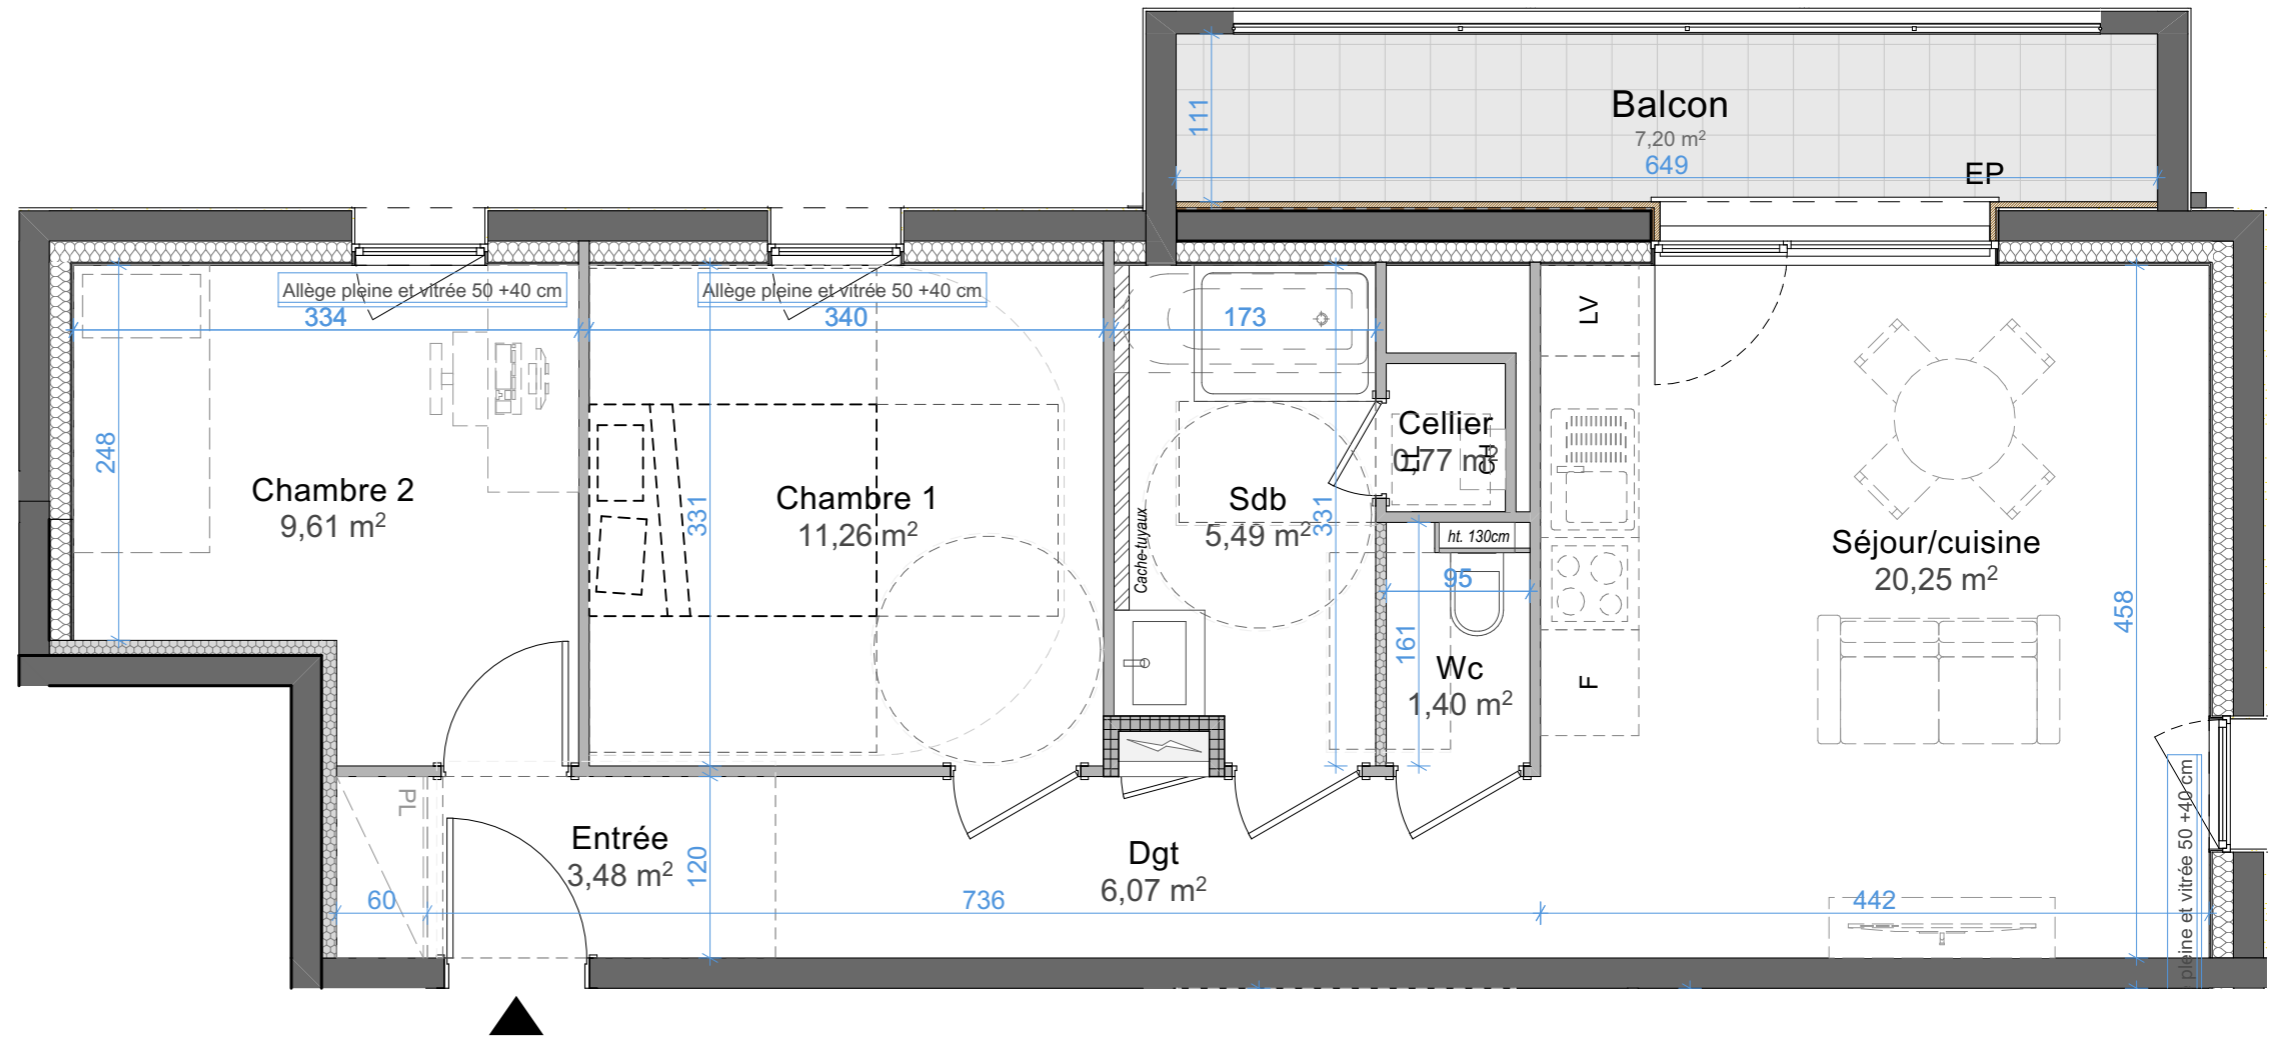 Balcon
7,20 m²
649
111
EP
Allège pleine et vitrée 50 +40 cm
334
Allège pleine et vitrée 50 +40 cm
340
173
LV
248
Chambre 2
9,61 m²
331
Chambre 1
11,26 m²
Cache-tuyaux
Sdb
5,49 m²
331
Cellier
0,77 m²
LL
CH
ht. 130cm
95
161
Wc
1,40 m²
F
Séjour/cuisine
20,25 m²
458
PL
Entrée
3,48 m²
120
60
736
Dgt
6,07 m²
442
pleine et vitrée 50 +40 cm